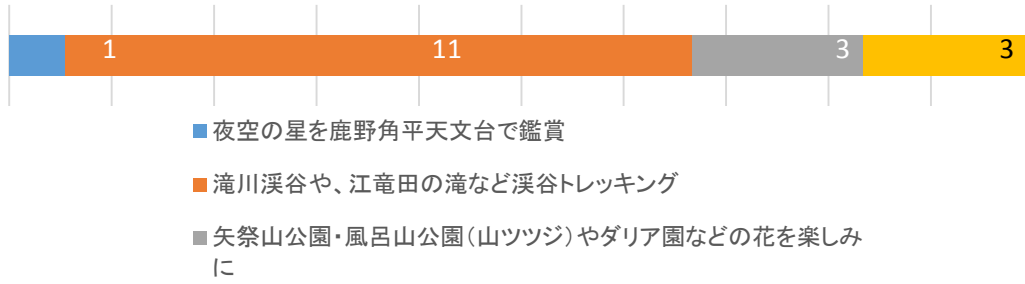 1 11 3 3
夜空の星を鹿野角平天文台で鑑賞
滝川渓谷や、江竜田の滝など渓谷トレッキング
矢祭山公園・風呂山公園(山ツツジ)やダリア園などの花を楽しみ
に